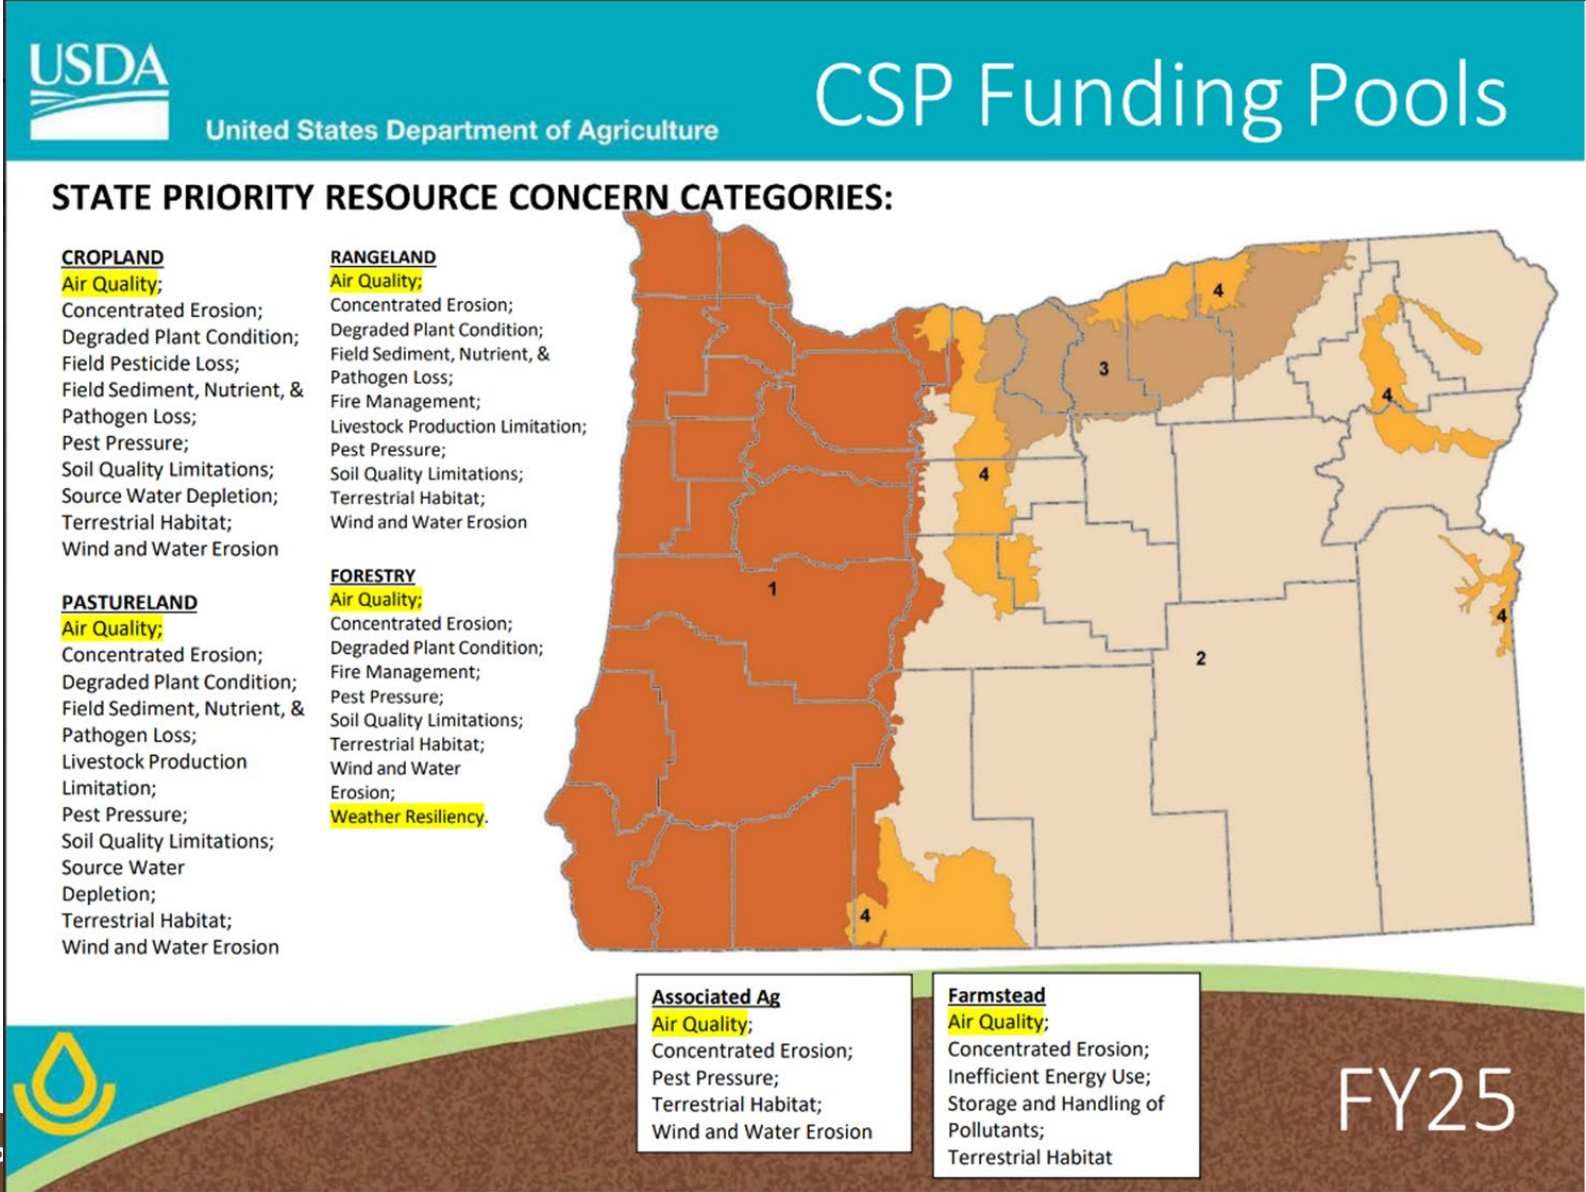 USDA
United States Department of Agriculture
CSP Funding Pools
STATE PRIORITY RESOURCE CONCERN CATEGORIES:
CROPLAND
Air Quality;
Concentrated Erosion;
Degraded Plant Condition;
Field Pesticide Loss;
Field Sediment, Nutrient, &
Pathogen Loss;
Pest Pressure;
Soil Quality Limitations;
Source Water Depletion;
Terrestrial Habitat;
Wind and Water Erosion
PASTURELAND
Air Quality;
Concentrated Erosion;
Degraded Plant Condition;
Field Sediment, Nutrient, &
Pathogen Loss;
Livestock Production
Limitation;
Pest Pressure;
Soil Quality Limitations;
Source Water
Depletion;
Terrestrial Habitat;
Wind and Water Erosion
RANGELAND
Air Quality;
Concentrated Erosion;
Degraded Plant Condition;
Field Sediment, Nutrient, &
Pathogen Loss;
Fire Management;
Livestock Production Limitation;
Pest Pressure;
Soil Quality Limitations;
Terrestrial Habitat;
Wind and Water Erosion
FORESTRY
Air Quality;
Concentrated Erosion;
Degraded Plant Condition;
Fire Management;
Pest Pressure;
Soil Quality Limitations;
Terrestrial Habitat;
Wind and Water
Erosion;
Weather Resiliency.
4
3
4
4
1
4
2
4
Associated Ag
Air Quality;
Concentrated Erosion;
Pest Pressure;
Terrestrial Habitat;
Wind and Water Erosion
Farmstead
Air Quality;
Concentrated Erosion;
Inefficient Energy Use;
Storage and Handling of
Pollutants;
Terrestrial Habitat
FY25